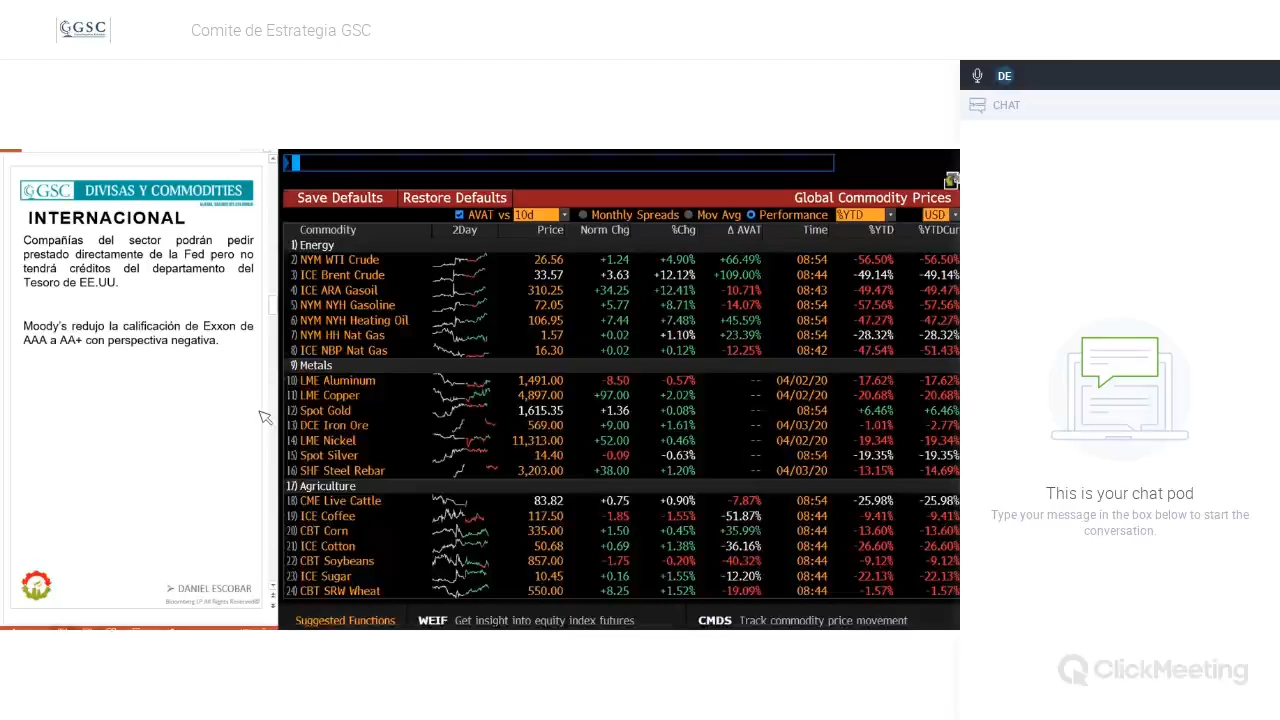 GSC
Comite de Estrategia GSC
DE
CHAT
GSC DIVISAS Y COMMODITIES
GLOBAL SECURITIES COLOMBIA
INTERNACIONAL
Compañías del sector podrán pedir
prestado directamente de la Fed pero no
tendrá créditos del departamento del
Tesoro de EE.UU.
Moody's redujo la calificación de Exxon de
AAA a AA+ con perspectiva negativa.
➢ DANIEL ESCOBAR
Bloomberg LP All Rights Reserved
Save Defaults Restore Defaults Global Commodity Prices
AVAT vs 10d Monthly Spreads Mov Avg Performance %YTD USD
Commodity 2Day Price Norm Chg %Chg Δ AVAT Time %YTD %YTDCur
1) Energy
2) NYM WTI Crude 26.56 +1.24 +4.90% +66.49% 08:54 -56.50% -56.50%
3) ICE Brent Crude 33.57 +3.63 +12.12% +109.00% 08:44 -49.14% -49.14%
4) ICE ARA Gasoil 310.25 +34.25 +12.41% -10.71% 08:43 -49.47% -49.47%
5) NYM NYH Gasoline 72.05 +5.77 +8.71% -14.07% 08:54 -57.56% -57.56%
6) NYM NYH Heating Oil 106.95 +7.44 +7.48% +45.59% 08:54 -47.27% -47.27%
7) NYM HH Nat Gas 1.57 +0.02 +1.10% +23.39% 08:54 -28.32% -28.32%
8) ICE NBP Nat Gas 16.30 +0.02 +0.12% -12.25% 08:42 -47.54% -51.43%
9) Metals
10) LME Aluminum 1,491.00 -8.50 -0.57% -- 04/02/20 -17.62% -17.62%
11) LME Copper 4,897.00 +97.00 +2.02% -- 04/02/20 -20.68% -20.68%
12) Spot Gold 1,615.35 +1.36 +0.08% -- 08:54 +6.46% +6.46%
13) DCE Iron Ore 569.00 +9.00 +1.61% -- 04/03/20 -1.01% -2.77%
14) LME Nickel 11,313.00 +52.00 +0.46% -- 04/02/20 -19.34% -19.34%
15) Spot Silver 14.40 -0.09 -0.63% -- 08:54 -19.35% -19.35%
16) SHF Steel Rebar 3,203.00 +38.00 +1.20% -- 04/03/20 -13.15% -14.69%
17) Agriculture
18) CME Live Cattle 83.82 +0.75 +0.90% -7.87% 08:54 -25.98% -25.98%
19) ICE Coffee 117.50 -1.85 -1.55% -51.87% 08:44 -9.41% -9.41%
20) CBT Corn 335.00 +1.50 +0.45% +35.99% 08:44 -13.60% -13.60%
21) ICE Cotton 50.68 +0.69 +1.38% -36.16% 08:44 -26.60% -26.60%
22) CBT Soybeans 857.00 -1.75 -0.20% -40.32% 08:44 -9.12% -9.12%
23) ICE Sugar 10.45 +0.16 +1.55% -12.20% 08:44 -22.13% -22.13%
24) CBT SRW Wheat 550.00 +8.25 +1.52% -19.09% 08:44 -1.57% -1.57%
Suggested Functions WEIF Get insight into equity index futures CMDS Track commodity price movement
This is your chat pod
Type your message in the box below to start the
conversation.
ClickMeeting